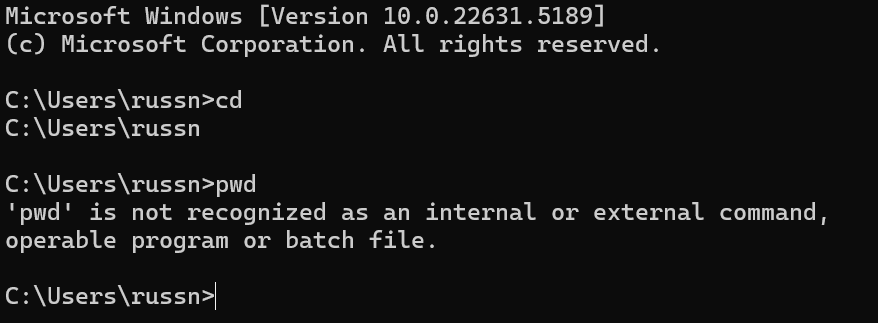 Microsoft Windows [Version 10.0.22631.5189]
(c) Microsoft Corporation. All rights reserved.
C:\Users\russn>cd
C:\Users\russn
C:\Users\russn>pwd
'pwd' is not recognized as an internal or external command,
operable program or batch file.
C:\Users\russn>